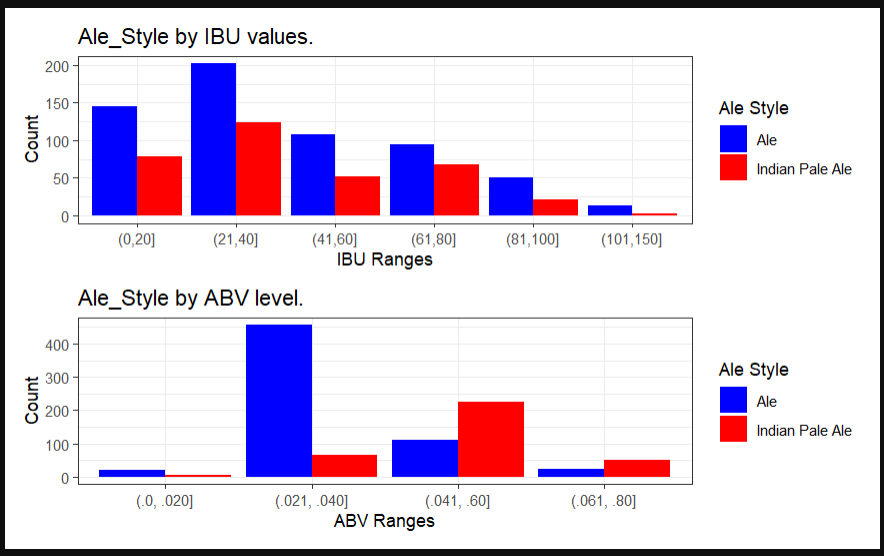 Ale_Style by IBU values.
200
150
100
50
0
Count
(0,20] (21,40] (41,60] (61,80] (81,100] (101,150]
IBU Ranges
Ale Style
Ale
Indian Pale Ale
Ale_Style by ABV level.
400
300
200
100
0
Count
(.0, .020] (.021, .040] (.041, .60] (.061, .80]
ABV Ranges
Ale Style
Ale
Indian Pale Ale